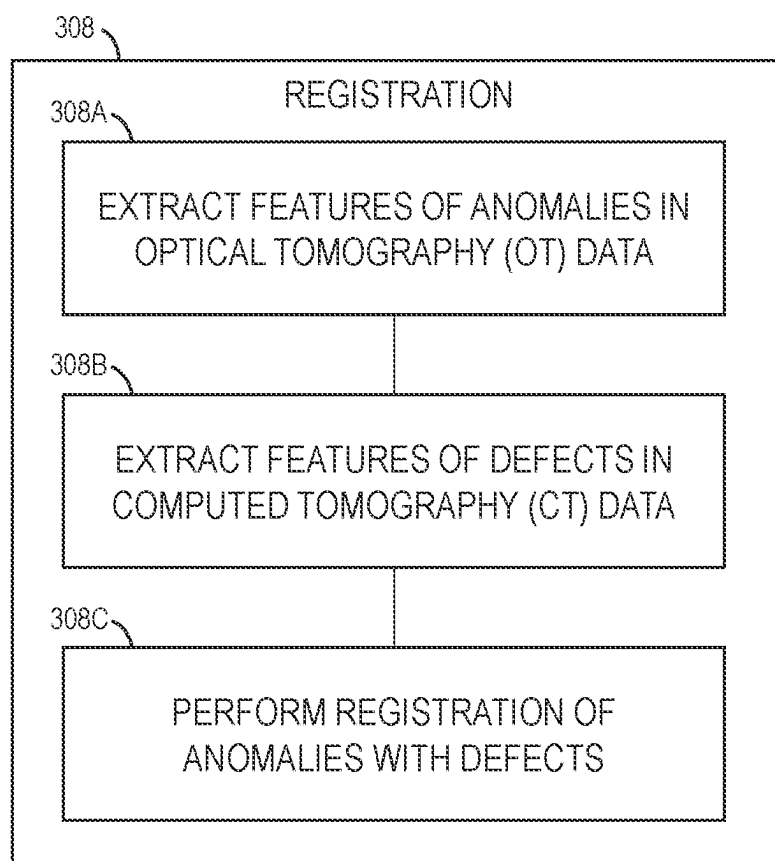 308
REGISTRATION
308A
EXTRACT FEATURES OF ANOMALIES IN
OPTICAL TOMOGRAPHY (OT) DATA
308B
EXTRACT FEATURES OF DEFECTS IN
COMPUTED TOMOGRAPHY (CT) DATA
308C
PERFORM REGISTRATION OF
ANOMALIES WITH DEFECTS